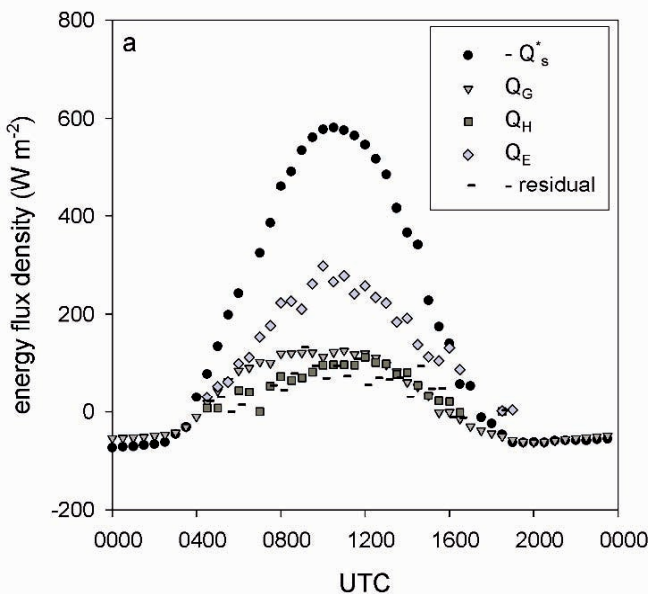 a
800
600
400
200
0
-200
energy flux density (W m-2)
- Q*s
QG
QH
QE
- residual
0000 0400 0800 1200 1600 2000 0000
UTC